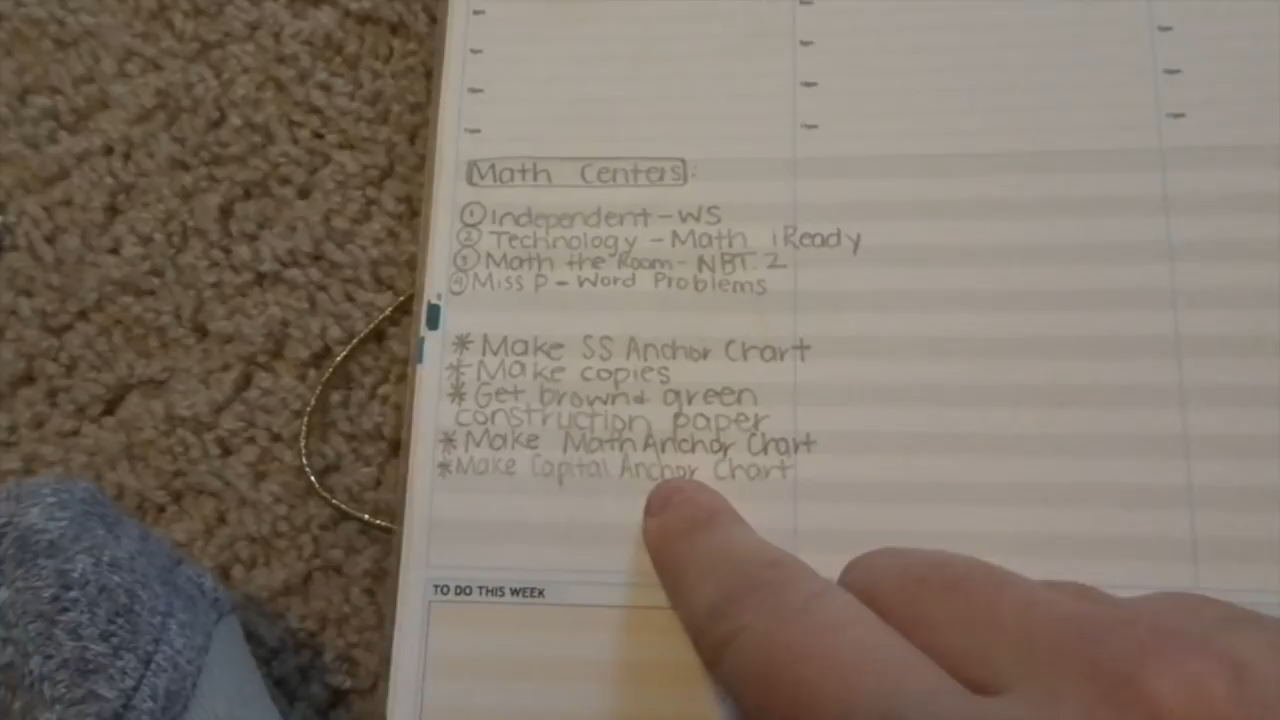 Math Centers:
① Independent - WS
② Technology - Math iReady
③ Math the Room - NBT.2
④ Miss P - Word Problems
* Make SS Anchor Chart
* Make copies
* Get brown + green
construction paper
* Make Math Anchor Chart
* Make Capital Anchor Chart
TO DO THIS WEEK